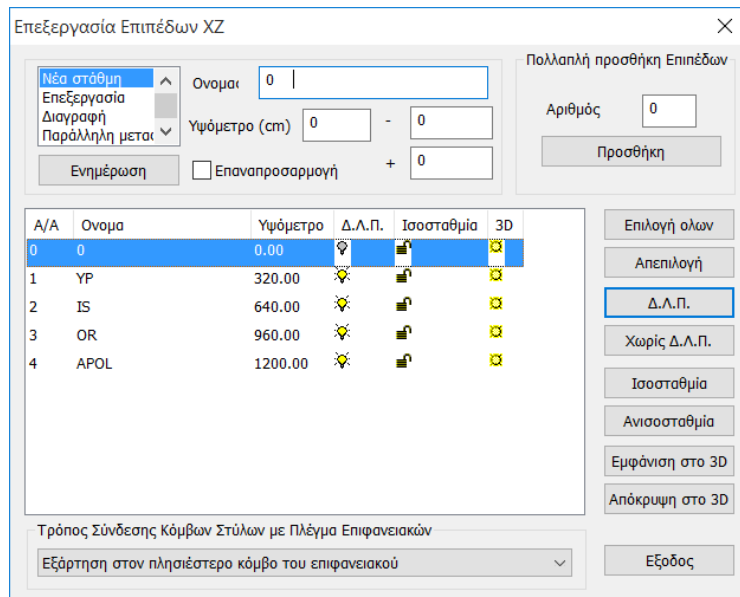 Επεξεργασία Επιπέδων ΧΖ
Πολλαπλή προσθήκη Επιπέδων
Νέα στάθμη
Επεξεργασία
Διαγραφή
Παράλληλη μετασ
Ονομα 0
Υψόμετρο (cm) 0 - 0
+ 0
Ενημέρωση
Επαναπροσαρμογή
Αριθμός 0
Προσθήκη
Α/Α Ονομα Υψόμετρο Δ.Λ.Π. Ισοσταθμία 3D
0 0 0.00
1 YP 320.00
2 IS 640.00
3 OR 960.00
4 APOL 1200.00
Επιλογή ολων
Απεπιλογή
Δ.Λ.Π.
Χωρίς Δ.Λ.Π.
Ισοσταθμία
Ανισοσταθμία
Εμφάνιση στο 3D
Απόκρυψη στο 3D
Τρόπος Σύνδεσης Κόμβων Στύλων με Πλέγμα Επιφανειακών
Εξάρτηση στον πλησιέστερο κόμβο του επιφανειακού
Εξοδος